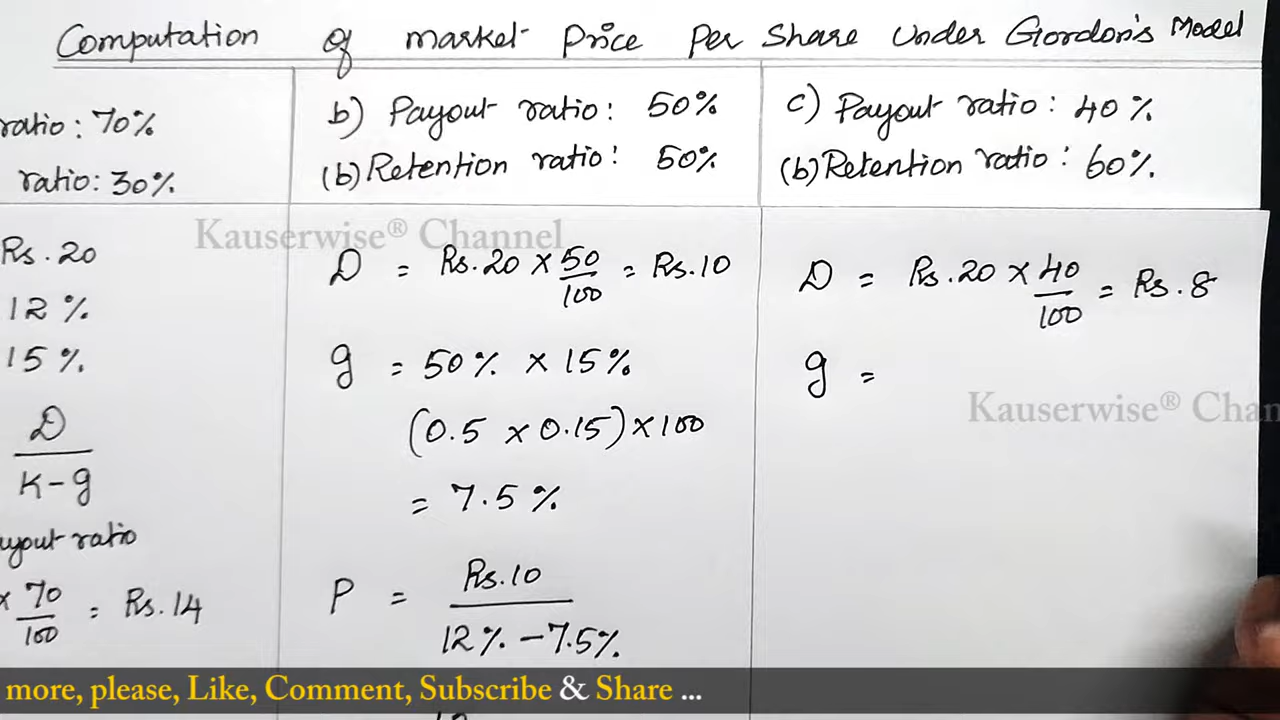 Computation of market Price Per Share Under Gordon's Model
ratio: 70%
ratio: 30%
Rs. 20
12 %
15 %
D
K-g
ratio
x 70
100
= Rs. 14
b) Payout ratio: 50%
(b) Retention ratio: 50%
Kauserwise® Channel
D = Rs. 20 x 50 = Rs. 10
100
g = 50% x 15%
(0.5 x 0.15) x 100
= 7.5 %
P = Rs. 10
12% - 7.5%
c) Payout ratio: 40 %
(b) Retention ratio: 60%.
D = Rs. 20 x 40 = Rs. 8
100
g =
Kauserwise® Chan
more, please, Like, Comment, Subscribe & Share ...